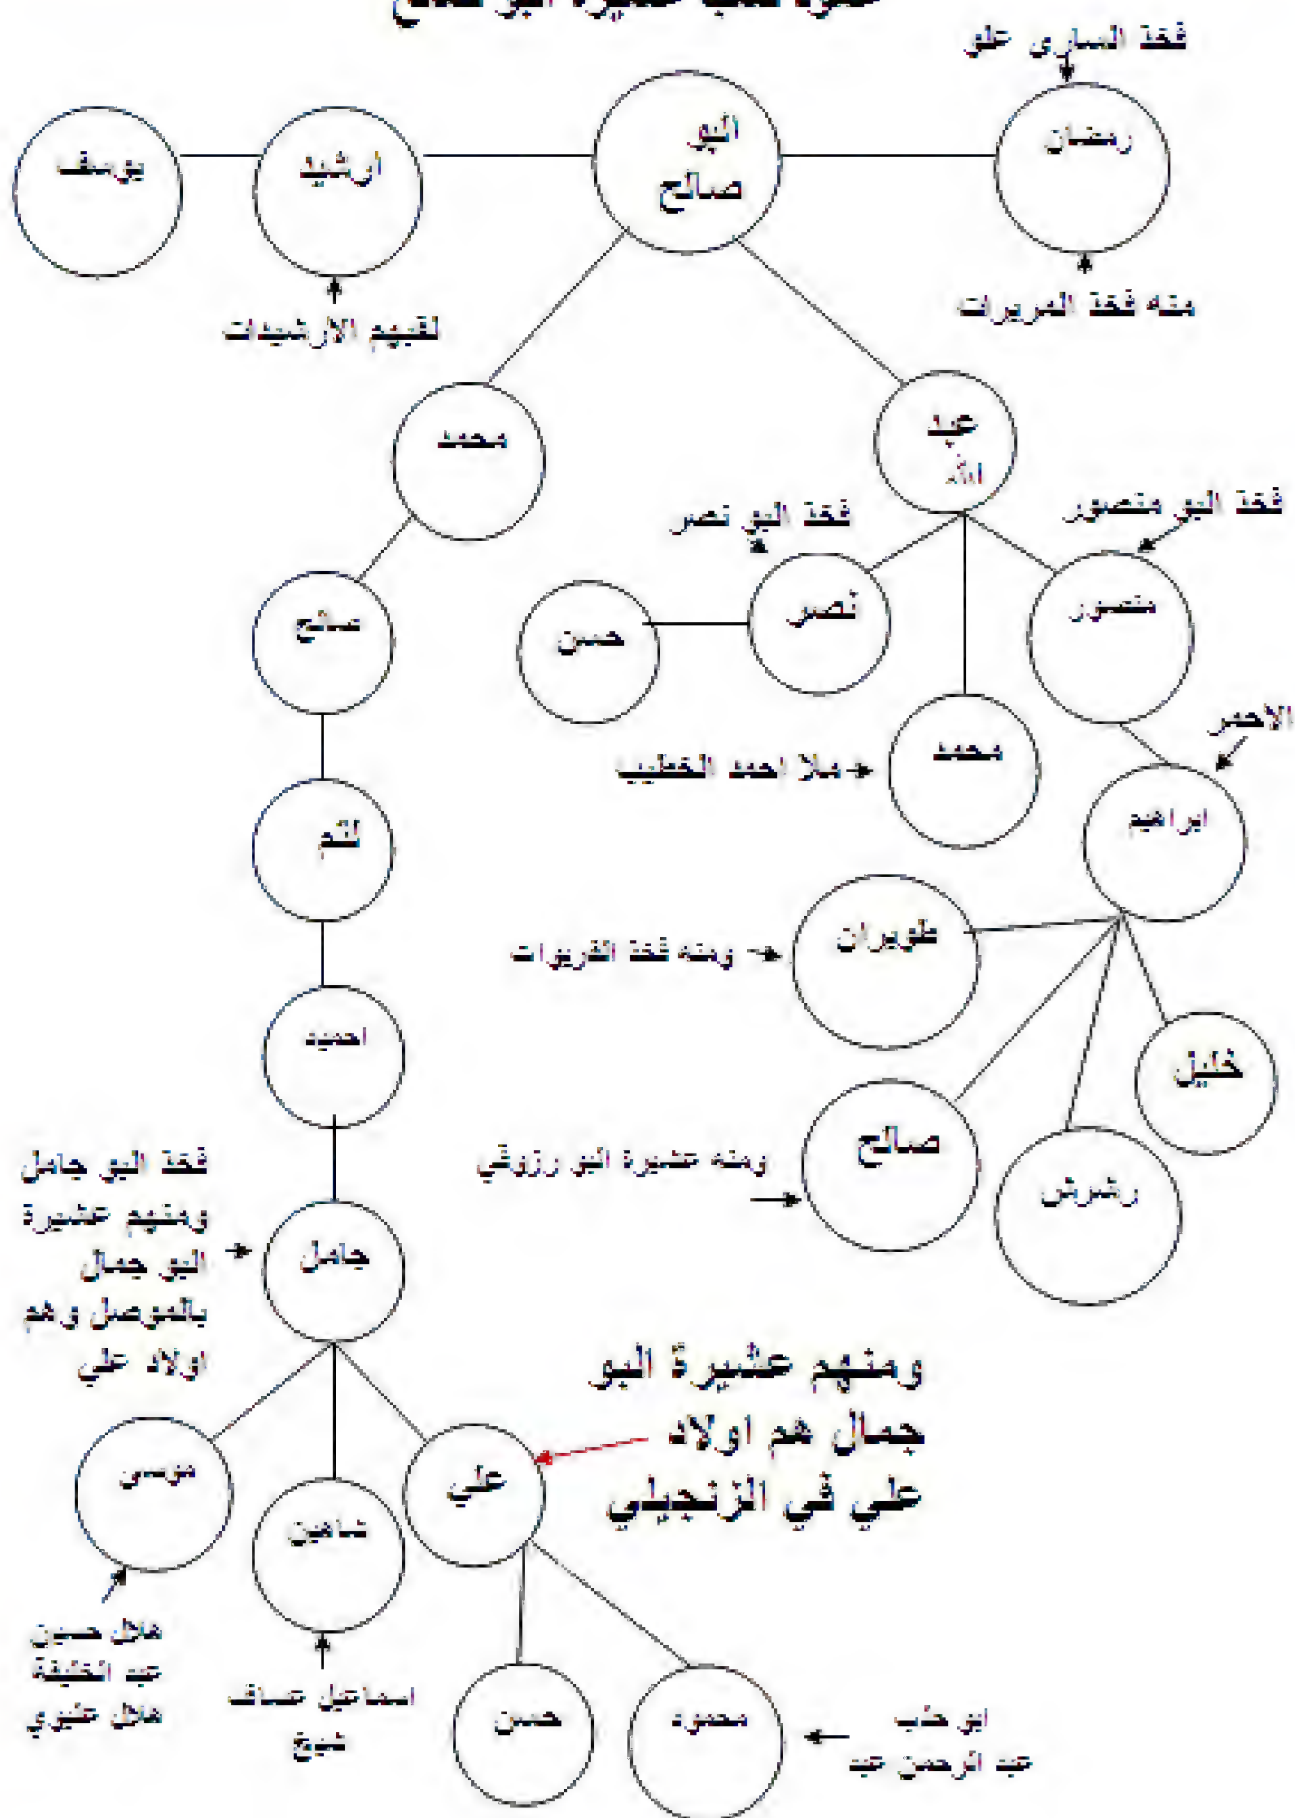 عشيرة البو صالح
فخذ الساري علو
رمضان
البو
صالح
ارشيد
يوسف
منه فخذ المريرات
لقبهم الارشيدات
محمد
عبد
الله
فخذ البو منصور
فخذ البو نصر
منصور
نصر
حسن
صالح
الاحمر
محمد
ملا احمد الخطيب
ابراهيم
لثم
طويران
ومنه فخذ القريوات
خليل
احميد
صالح
ومنه عشيرة البو رزوقي
رشرش
فخذ البو جامل
ومنهم عشيرة
البو جمال
بالموصل وهم
اولاد علي
جامل
ومنهم عشيرة البو
جمال هم اولاد
علي في الزنجيلي
موسى
شاهين
علي
هلال حسين
عبد الخليفة
هلال عليوي
اسماعيل عساف
شيخ
حسن
محمود
ابو
عبد الرحمن عبد